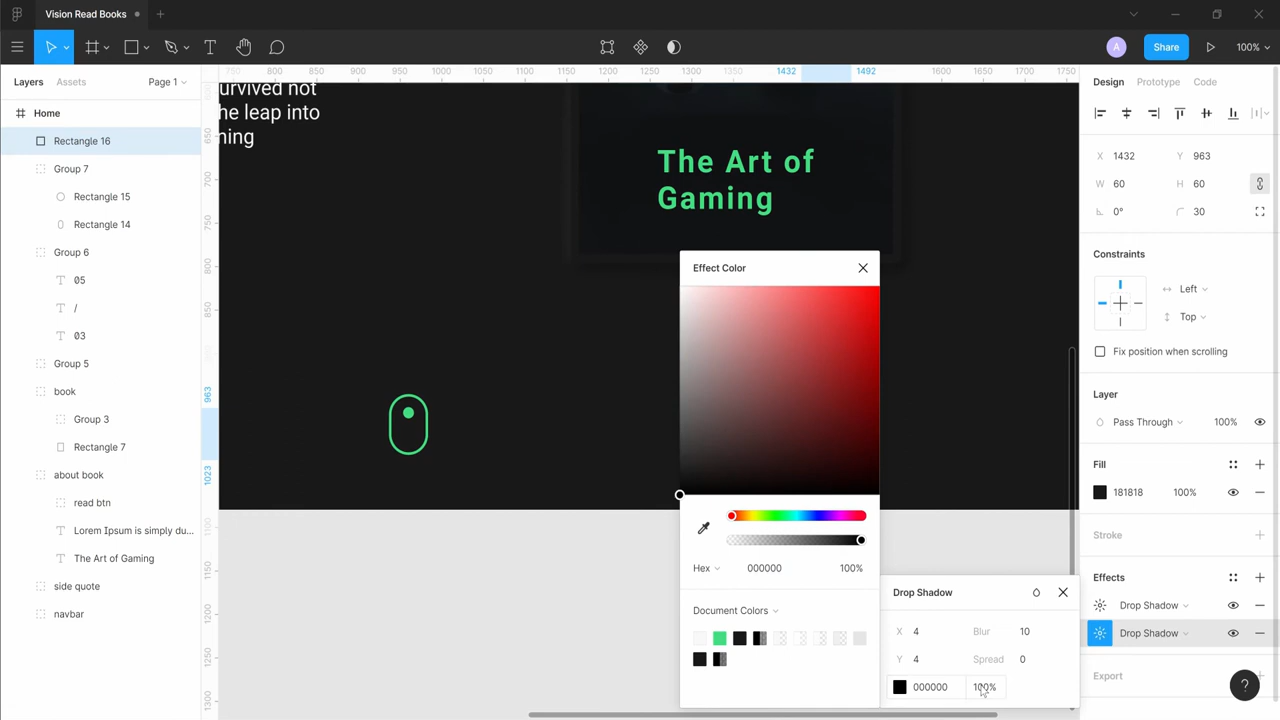 Vision Read Books
A
Share
100%
Layers
Assets
Page 1
Home
Rectangle 16
Group 7
Rectangle 15
Rectangle 14
Group 6
05
/
03
Group 5
book
Group 3
Rectangle 7
about book
read btn
Lorem Ipsum is simply du...
The Art of Gaming
side quote
navbar
750
800
850
900
950
1000
1050
1100
1150
1200
1250
1300
1350
1432
1492
1600
1650
1700
1750
650
700
750
800
850
963
1023
1100
1150
1200
1250
1300
urvived not
he leap into
ning
The Art of
Gaming
Effect Color
Hex
000000
100%
Document Colors
Drop Shadow
X 4
Blur 10
Y 4
Spread 0
000000
100%
Design
Prototype
Code
X 1432
Y 963
W 60
H 60
0°
30
Constraints
Left
Top
Fix position when scrolling
Layer
Pass Through
100%
Fill
181818
100%
Stroke
Effects
Drop Shadow
Drop Shadow
Export
?